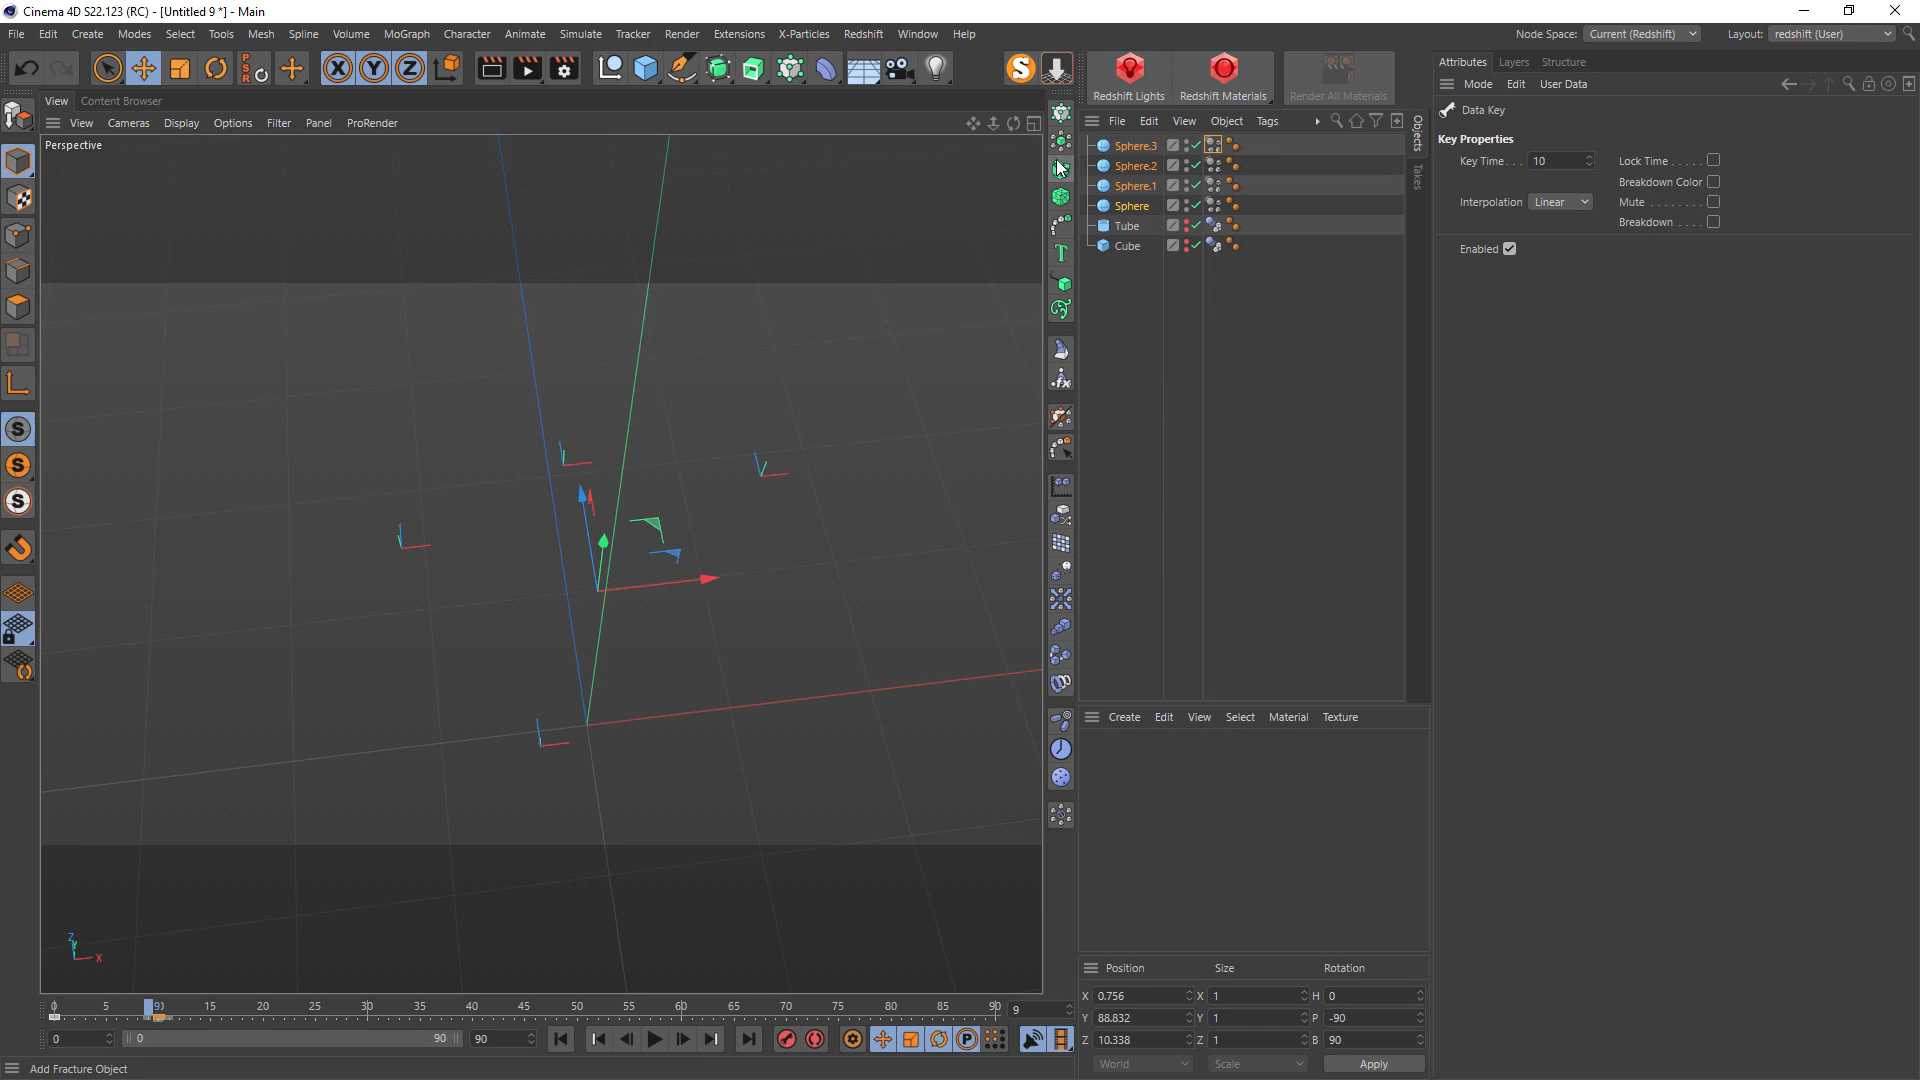 Cinema 4D S22.123 (RC) - [Untitled 9 *] - Main
File Edit Create Modes Select Tools Mesh Spline Volume MoGraph Character Animate Simulate Tracker Render Extensions X-Particles Redshift Window Help
Node Space: Current (Redshift) Layout: redshift (User)
PSR X Y Z S
Redshift Lights Redshift Materials Render All Materials
Attributes Layers Structure
Mode Edit User Data
View Content Browser
View Cameras Display Options Filter Panel ProRender
File Edit View Object Tags
Objects
Takes
Perspective
Data Key
Key Properties
Key Time . . . 10 Lock Time . . . . .
Breakdown Color
Interpolation Linear Mute . . . . . . . .
Breakdown . . . .
Enabled
Sphere.3
Sphere.2
Sphere.1
Sphere
Tube
Cube
T
fx
S
S
S
Create Edit View Select Material Texture
Z
Y
X
Position Size Rotation
X 0.756 X 1 H 0
Y 88.832 Y 1 P -90
Z 10.338 Z 1 B 90
World Scale Apply
0 5 9 10 15 20 25 30 35 40 45 50 55 60 65 70 75 80 85 90 9
0 0 90 90
P
Add Fracture Object